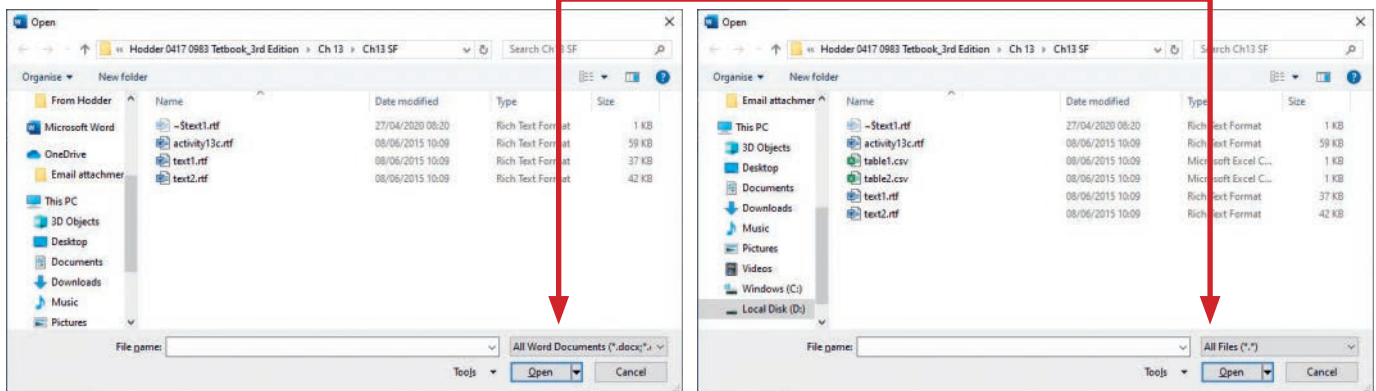 Open
« Hodder 0417 0983 Tetbook_3rd Edition › Ch 13 › Ch13 SF
Search Ch13 SF
Organise New folder
Name Date modified Type Size
From Hodder
Microsoft Word
OneDrive
Email attachmer
This PC
3D Objects
Desktop
Documents
Downloads
Music
Pictures
~$text1.rtf 27/04/2020 08:20 Rich Text Format 1 KB
activity13c.rtf 08/06/2015 10:09 Rich Text Format 59 KB
text1.rtf 08/06/2015 10:09 Rich Text Format 37 KB
text2.rtf 08/06/2015 10:09 Rich Text Format 42 KB
File name: All Word Documents (*.docx;*.
Tools Open Cancel
Open
« Hodder 0417 0983 Tetbook_3rd Edition › Ch 13 › Ch13 SF
Search Ch13 SF
Organise New folder
Name Date modified Type Size
Email attachmer
This PC
3D Objects
Desktop
Documents
Downloads
Music
Pictures
Videos
Windows (C:)
Local Disk (D:)
~$text1.rtf 27/04/2020 08:20 Rich Text Format 1 KB
activity13c.rtf 08/06/2015 10:09 Rich Text Format 59 KB
table1.csv 08/06/2015 10:09 Microsoft Excel C... 1 KB
table2.csv 08/06/2015 10:09 Microsoft Excel C... 1 KB
text1.rtf 08/06/2015 10:09 Rich Text Format 37 KB
text2.rtf 08/06/2015 10:09 Rich Text Format 42 KB
File name: All Files (*.*)
Tools Open Cancel